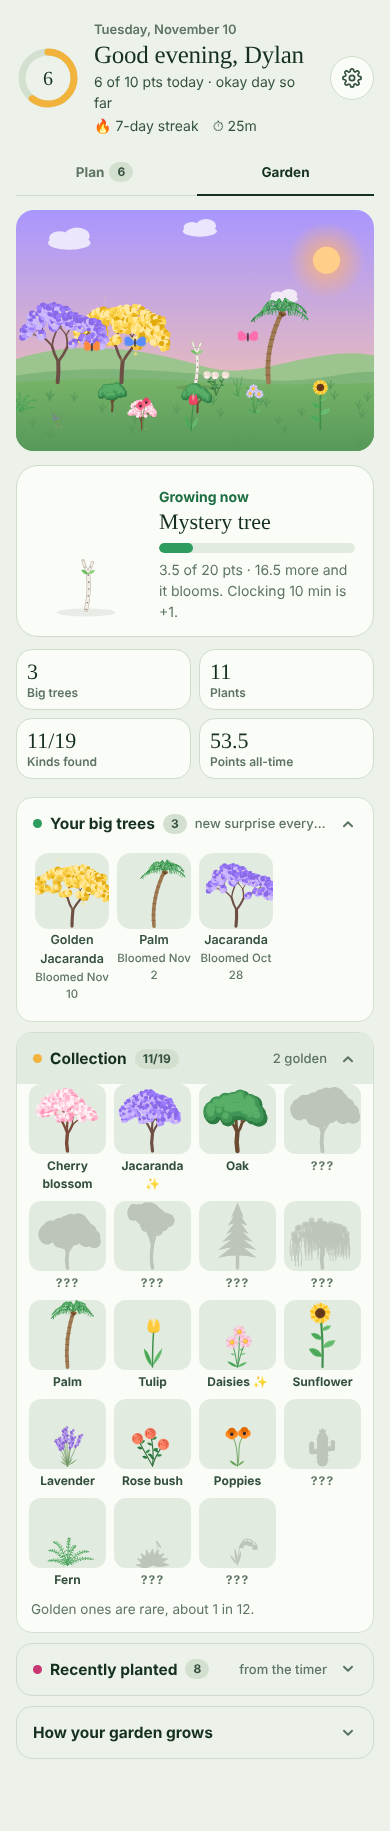 Tuesday, November 10
6
Good evening, Dylan
6 of 10 pts today · okay day so
far
🔥 7-day streak ⏱ 25m
Plan 6
Garden
Growing now
Mystery tree
3.5 of 20 pts · 16.5 more and
it blooms. Clocking 10 min is
+1.
3
Big trees
11
Plants
11/19
Kinds found
53.5
Points all-time
Your big trees 3 new surprise every...
Golden
Jacaranda
Bloomed Nov
10
Palm
Bloomed Nov
2
Jacaranda
Bloomed Oct
28
Collection 11/19 2 golden
Cherry
blossom
Jacaranda
✨
Oak
???
???
???
???
???
Palm
Tulip
Daisies ✨
Sunflower
Lavender
Rose bush
Poppies
???
Fern
???
???
Golden ones are rare, about 1 in 12.
Recently planted 8 from the timer
How your garden grows